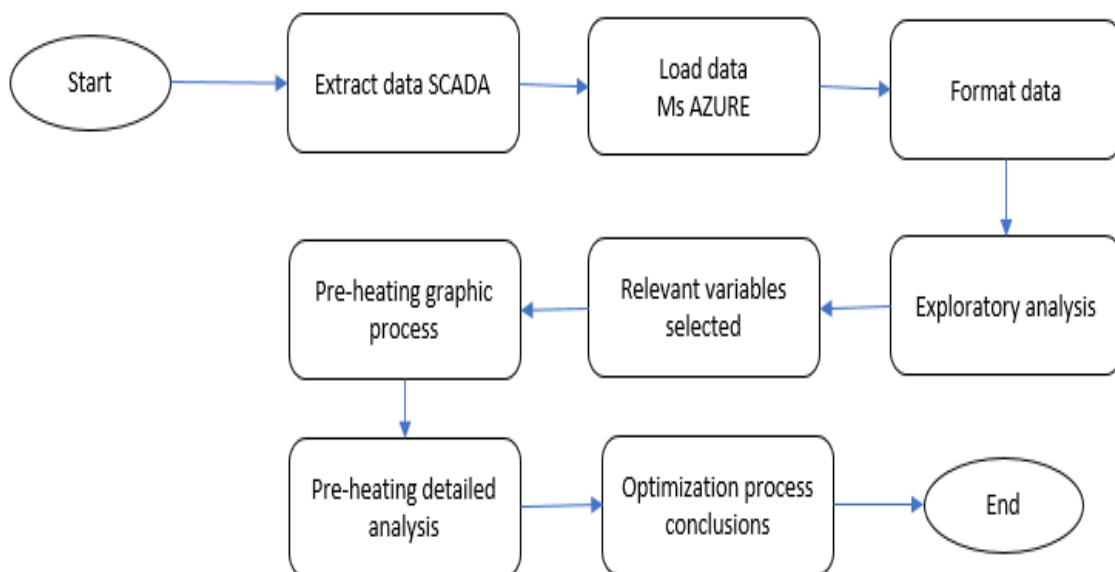 Start
Extract data SCADA
Load data
Ms AZURE
Format data
Exploratory analysis
Relevant variables
selected
Pre-heating graphic
process
Pre-heating detailed
analysis
Optimization process
conclusions
End